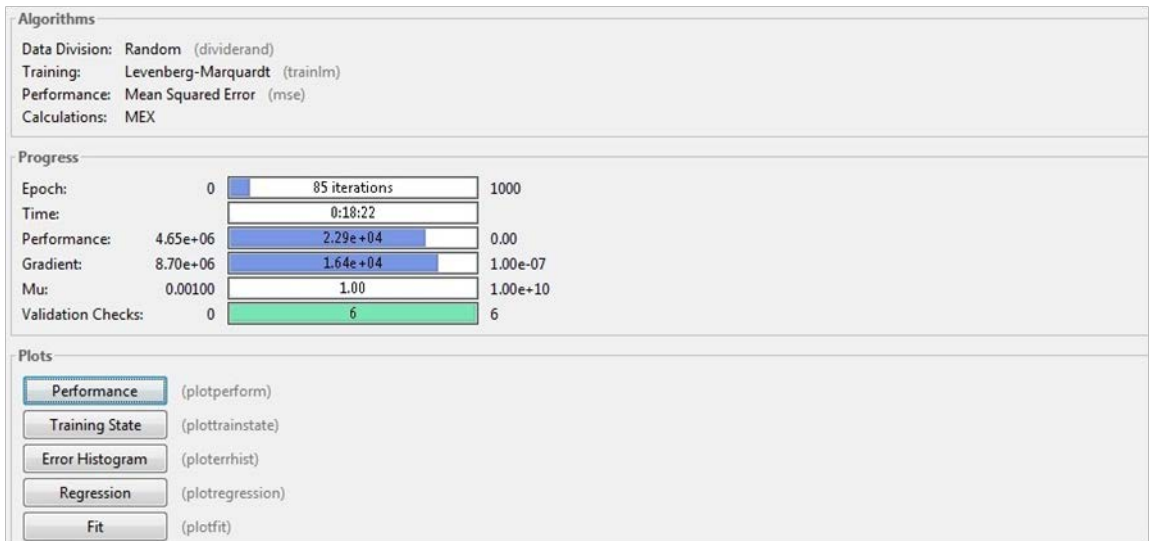 Algorithms
Data Division: Random (dividerand)
Training: Levenberg-Marquardt (trainlm)
Performance: Mean Squared Error (mse)
Calculations: MEX
Progress
Epoch: 0 85 iterations 1000
Time: 0:18:22
Performance: 4.65e+06 2.29e+04 0.00
Gradient: 8.70e+06 1.64e+04 1.00e-07
Mu: 0.00100 1.00 1.00e+10
Validation Checks: 0 6 6
Plots
Performance (plotperform)
Training State (plottrainstate)
Error Histogram (ploterrhist)
Regression (plotregression)
Fit (plotfit)